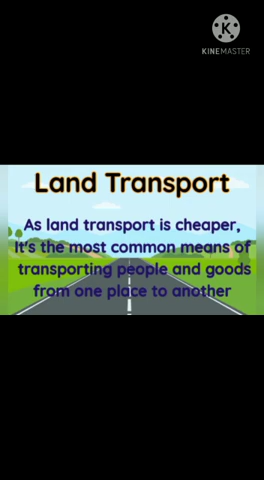 KINEMASTER
Land Transport
As land transport is cheaper,
It's the most common means of
transporting people and goods
from one place to another